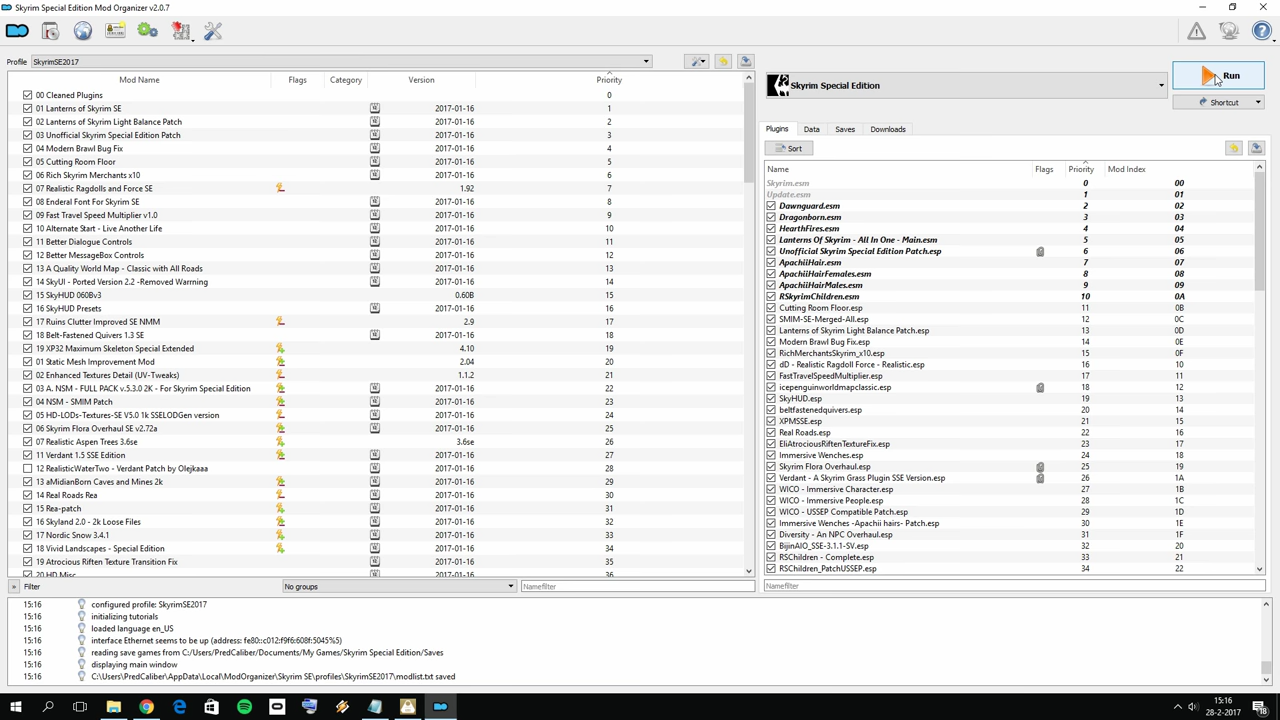 Skyrim Special Edition Mod Organizer v2.0.7
Profile SkyrimSE2017
Mod Name Flags Category Version Priority
00 Cleaned Plugins 0
01 Lanterns of Skyrim SE 2017-01-16 1
02 Lanterns of Skyrim Light Balance Patch 2017-01-16 2
03 Unofficial Skyrim Special Edition Patch 2017-01-16 3
04 Modern Brawl Bug Fix 2017-01-16 4
05 Cutting Room Floor 2017-01-16 5
06 Rich Skyrim Merchants x10 2017-01-16 6
07 Realistic Ragdolls and Force SE 1.92 7
08 Enderal Font For Skyrim SE 2017-01-16 8
09 Fast Travel Speed Multiplier v1.0 2017-01-16 9
10 Alternate Start - Live Another Life 2017-01-16 10
11 Better Dialogue Controls 2017-01-16 11
12 Better MessageBox Controls 2017-01-16 12
13 A Quality World Map - Classic with All Roads 2017-01-16 13
14 SkyUI - Ported Version 2.2 -Removed Warnning 2017-01-16 14
15 SkyHUD 060Bv3 0.60B 15
16 SkyHUD Presets 2017-01-16 16
17 Ruins Clutter Improved SE NMM 2.9 17
18 Belt-Fastened Quivers 1.3 SE 2017-01-16 18
19 XP32 Maximum Skeleton Special Extended 4.10 19
01 Static Mesh Improvement Mod 2.04 20
02 Enhanced Textures Detail (UV-Tweaks) 1.1.2 21
03 A. NSM - FULL PACK v.5.3.0 2K - For Skyrim Special Edition 2017-01-16 22
04 NSM - SMIM Patch 2017-01-16 23
05 HD-LODs-Textures-SE V5.0 1k SSELODGen version 2017-01-16 24
06 Skyrim Flora Overhaul SE v2.72a 2017-01-16 25
07 Realistic Aspen Trees 3.6se 3.6se 26
11 Verdant 1.5 SSE Edition 2017-01-16 27
12 RealisticWaterTwo - Verdant Patch by Olejkaaa 2017-01-16 28
13 aMidianBorn Caves and Mines 2k 2017-01-16 29
14 Real Roads Rea 2017-01-16 30
15 Rea-patch 2017-01-16 31
16 Skyland 2.0 - 2k Loose Files 2017-01-16 32
17 Nordic Snow 3.4.1 2017-01-16 33
18 Vivid Landscapes - Special Edition 2017-01-16 34
19 Atrocious Riften Texture Transition Fix 2017-01-16 35
20 HD Misc 2017-01-16 36
» Filter No groups Namefilter
Skyrim Special Edition
Run
Shortcut
Plugins Data Saves Downloads
Sort
Name Flags Priority Mod Index
Skyrim.esm 0 00
Update.esm 1 01
Dawnguard.esm 2 02
Dragonborn.esm 3 03
HearthFires.esm 4 04
Lanterns Of Skyrim - All In One - Main.esm 5 05
Unofficial Skyrim Special Edition Patch.esp 6 06
ApachiiHair.esm 7 07
ApachiiHairFemales.esm 8 08
ApachiiHairMales.esm 9 09
RSkyrimChildren.esm 10 0A
Cutting Room Floor.esp 11 0B
SMIM-SE-Merged-All.esp 12 0C
Lanterns of Skyrim Light Balance Patch.esp 13 0D
Modern Brawl Bug Fix.esp 14 0E
RichMerchantsSkyrim_x10.esp 15 0F
dD - Realistic Ragdoll Force - Realistic.esp 16 10
FastTravelSpeedMultiplier.esp 17 11
icepenguinworldmapclassic.esp 18 12
SkyHUD.esp 19 13
beltfastenedquivers.esp 20 14
XPMSSE.esp 21 15
Real Roads.esp 22 16
EliAtrociousRiftenTextureFix.esp 23 17
Immersive Wenches.esp 24 18
Skyrim Flora Overhaul.esp 25 19
Verdant - A Skyrim Grass Plugin SSE Version.esp 26 1A
WICO - Immersive Character.esp 27 1B
WICO - Immersive People.esp 28 1C
WICO - USSEP Compatible Patch.esp 29 1D
Immersive Wenches -Apachii hairs- Patch.esp 30 1E
Diversity - An NPC Overhaul.esp 31 1F
BijinAIO_SSE-3.1.1-SV.esp 32 20
RSChildren - Complete.esp 33 21
RSChildren_PatchUSSEP.esp 34 22
Namefilter
15:16 configured profile: SkyrimSE2017
15:16 initializing tutorials
15:16 loaded language en_US
15:16 interface Ethernet seems to be up (address: fe80::c012:f9f6:608f:5045%5)
15:16 reading save games from C:/Users/PredCaliber/Documents/My Games/Skyrim Special Edition/Saves
15:16 displaying main window
15:16 C:\Users\PredCaliber\AppData\Local\ModOrganizer\Skyrim SE\profiles\SkyrimSE2017\modlist.txt saved
15:16
28-2-2017